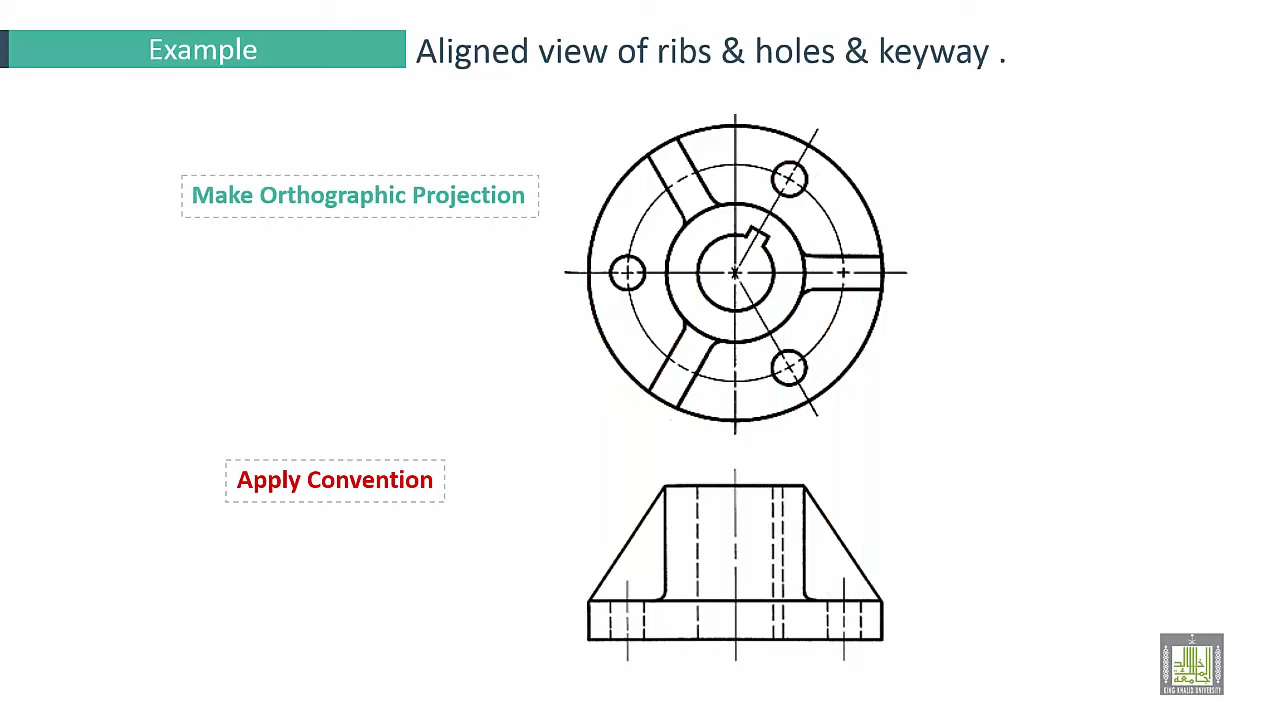 Example
Aligned view of ribs & holes & keyway .
Make Orthographic Projection
Apply Convention
KING KHALID UNIVERSITY